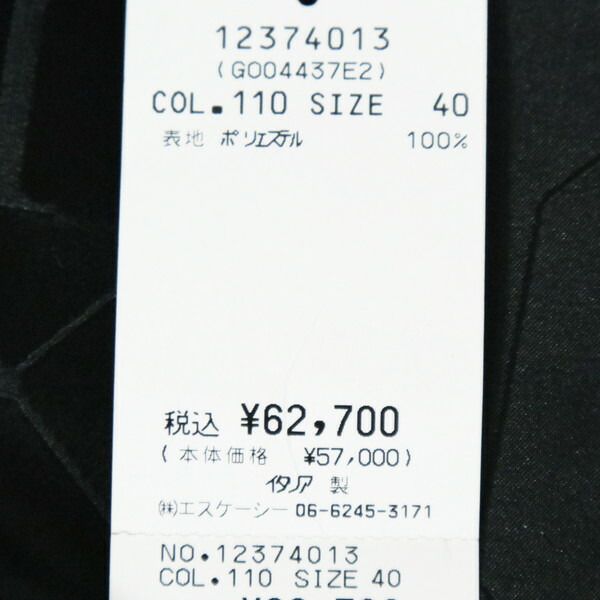 12374013
(G004437E2)
COL.110 SIZE 40
表地 ポリエステル 100%
税込 ¥62,700
(本体価格 ¥57,000)
イタリア 製
㈱エスケーシー 06-6245-3171
NO.12374013
COL.110 SIZE 40